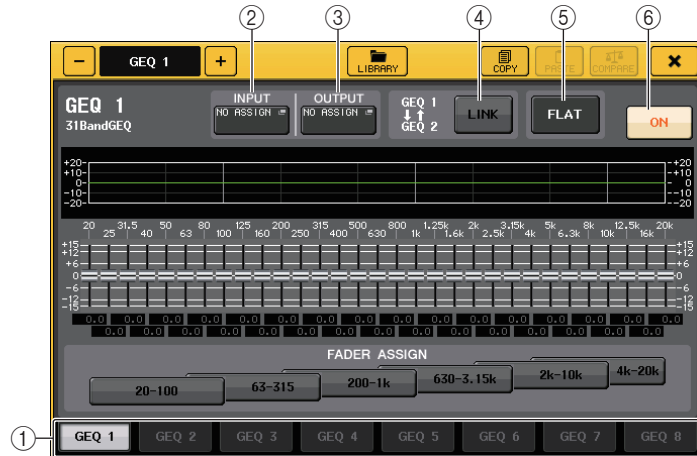 ② ③ ④ ⑤ ⑥
− GEQ 1 + LIBRARY COPY PASTE COMPARE ×
GEQ 1
31BandGEQ
INPUT
NO ASSIGN
OUTPUT
NO ASSIGN
GEQ 1
GEQ 2
LINK
FLAT
ON
+20 +20
+10 +10
0 0
−10 −10
−20 −20
20 31.5 50 80 125 200 315 500 800 1.25k 2k 3.15k 5k 8k 12.5k 20k
25 40 63 100 160 250 400 630 1k 1.6k 2.5k 4k 6.3k 10k 16k
+15 +15
+6 +6
0 0
−6 −6
−12 −12
−15 −15
0.0 0.0 0.0 0.0 0.0 0.0 0.0 0.0 0.0 0.0 0.0 0.0 0.0 0.0 0.0 0.0
0.0 0.0 0.0 0.0 0.0 0.0 0.0 0.0 0.0 0.0 0.0 0.0 0.0 0.0 0.0
FADER ASSIGN
20-100 63-315 200-1k 630-3.15k 2k-10k 4k-20k
① GEQ 1 GEQ 2 GEQ 3 GEQ 4 GEQ 5 GEQ 6 GEQ 7 GEQ 8